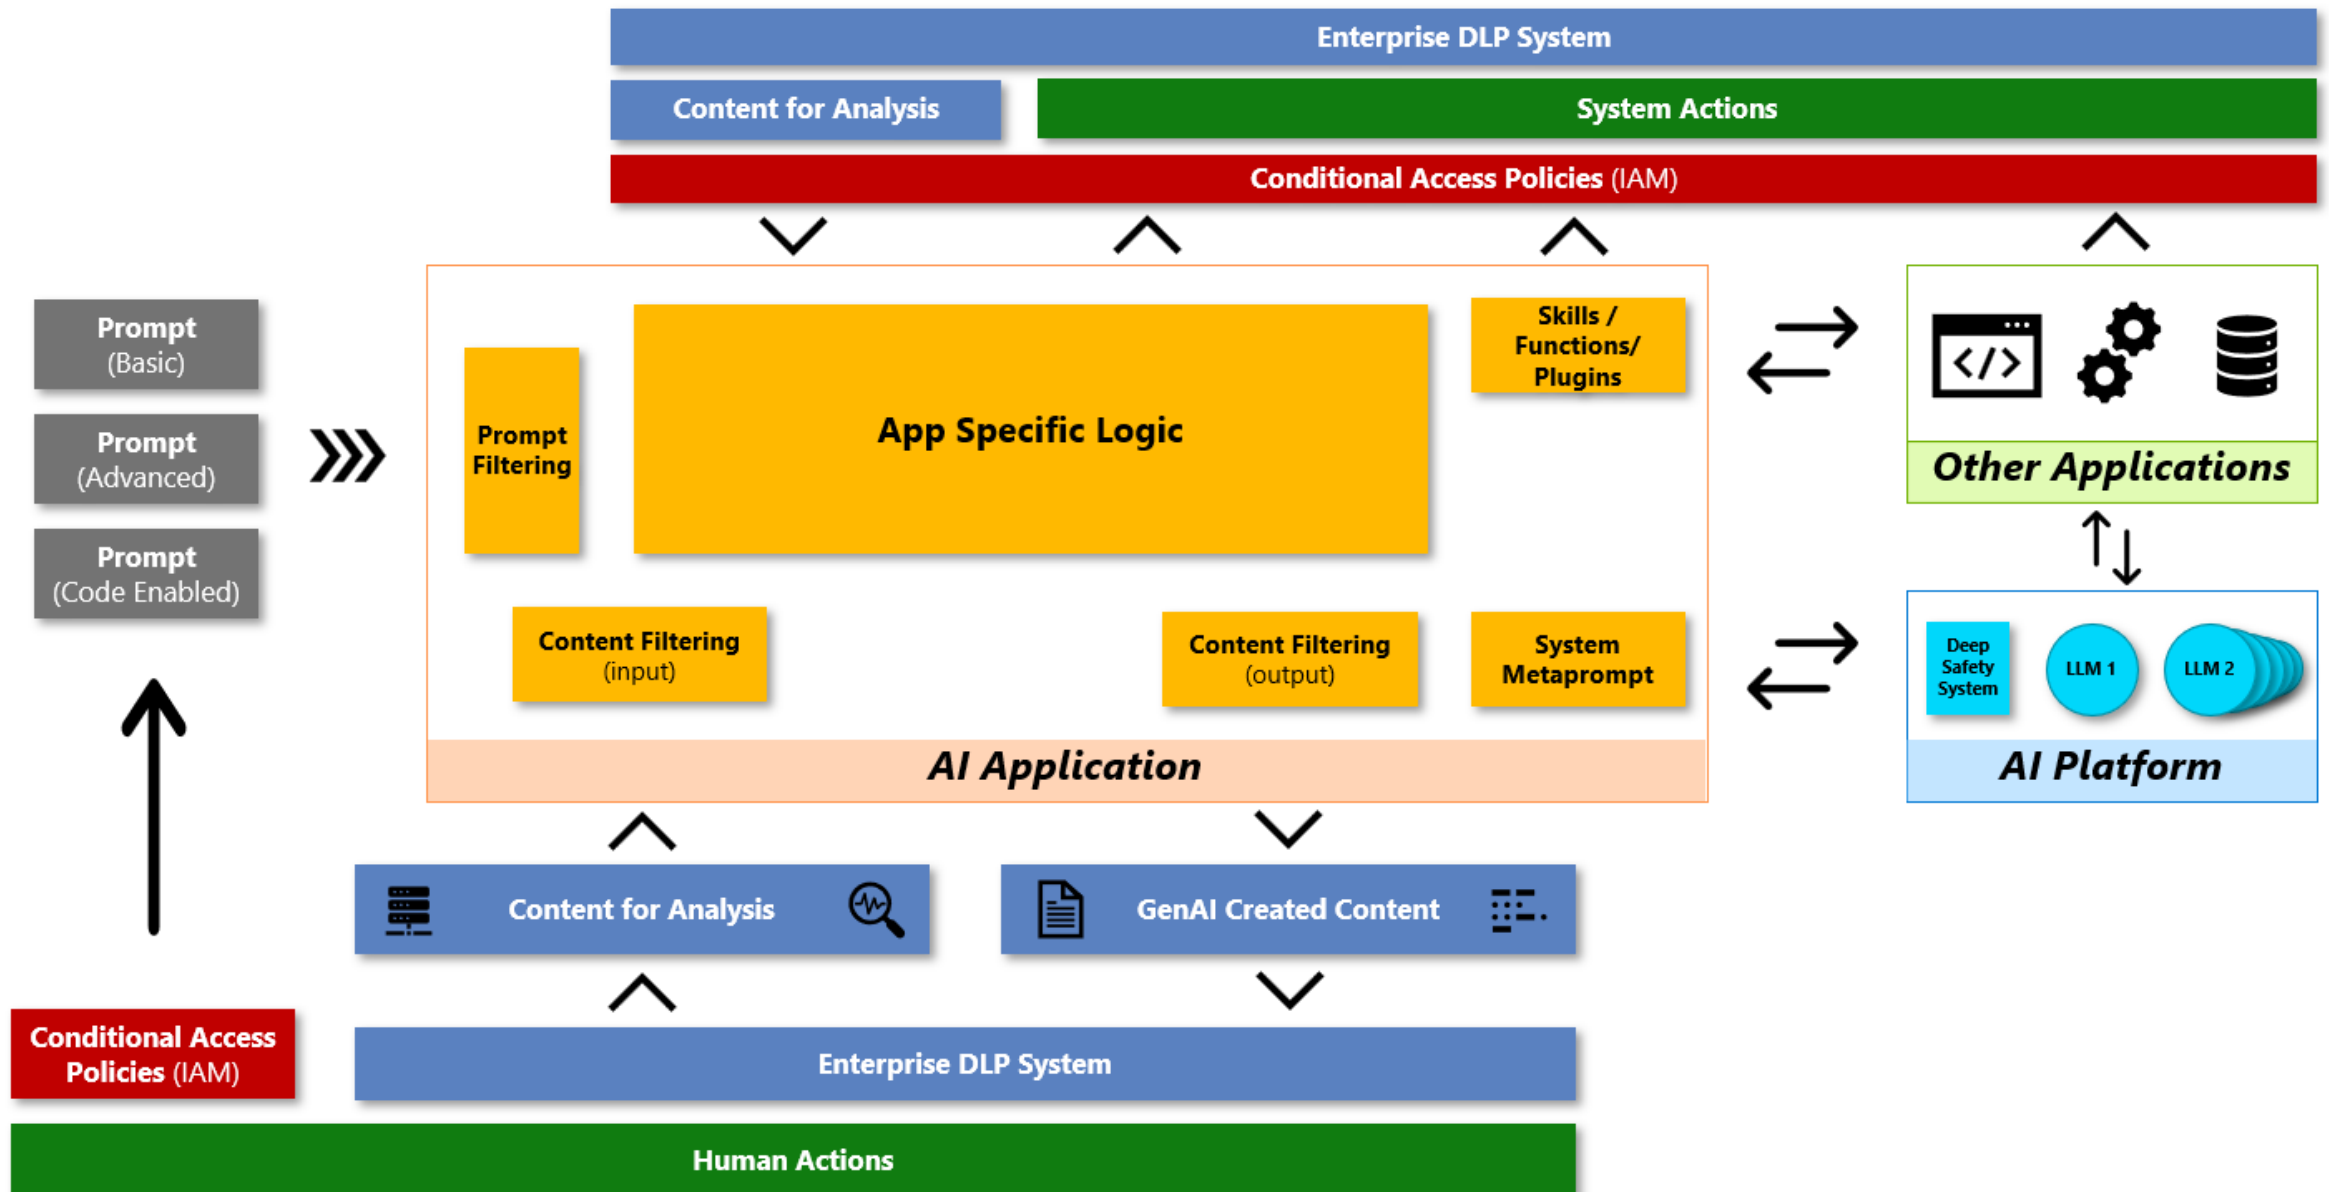 Enterprise DLP System
Content for Analysis
System Actions
Conditional Access Policies (IAM)
Prompt
(Basic)
Prompt
(Advanced)
Prompt
(Code Enabled)
Prompt
Filtering
App Specific Logic
Skills /
Functions/
Plugins
Content Filtering
(input)
Content Filtering
(output)
System
Metaprompt
AI Application
</>
Other Applications
Deep
Safety
System
LLM 1
LLM 2
AI Platform
Content for Analysis
GenAI Created Content
Conditional Access
Policies (IAM)
Enterprise DLP System
Human Actions